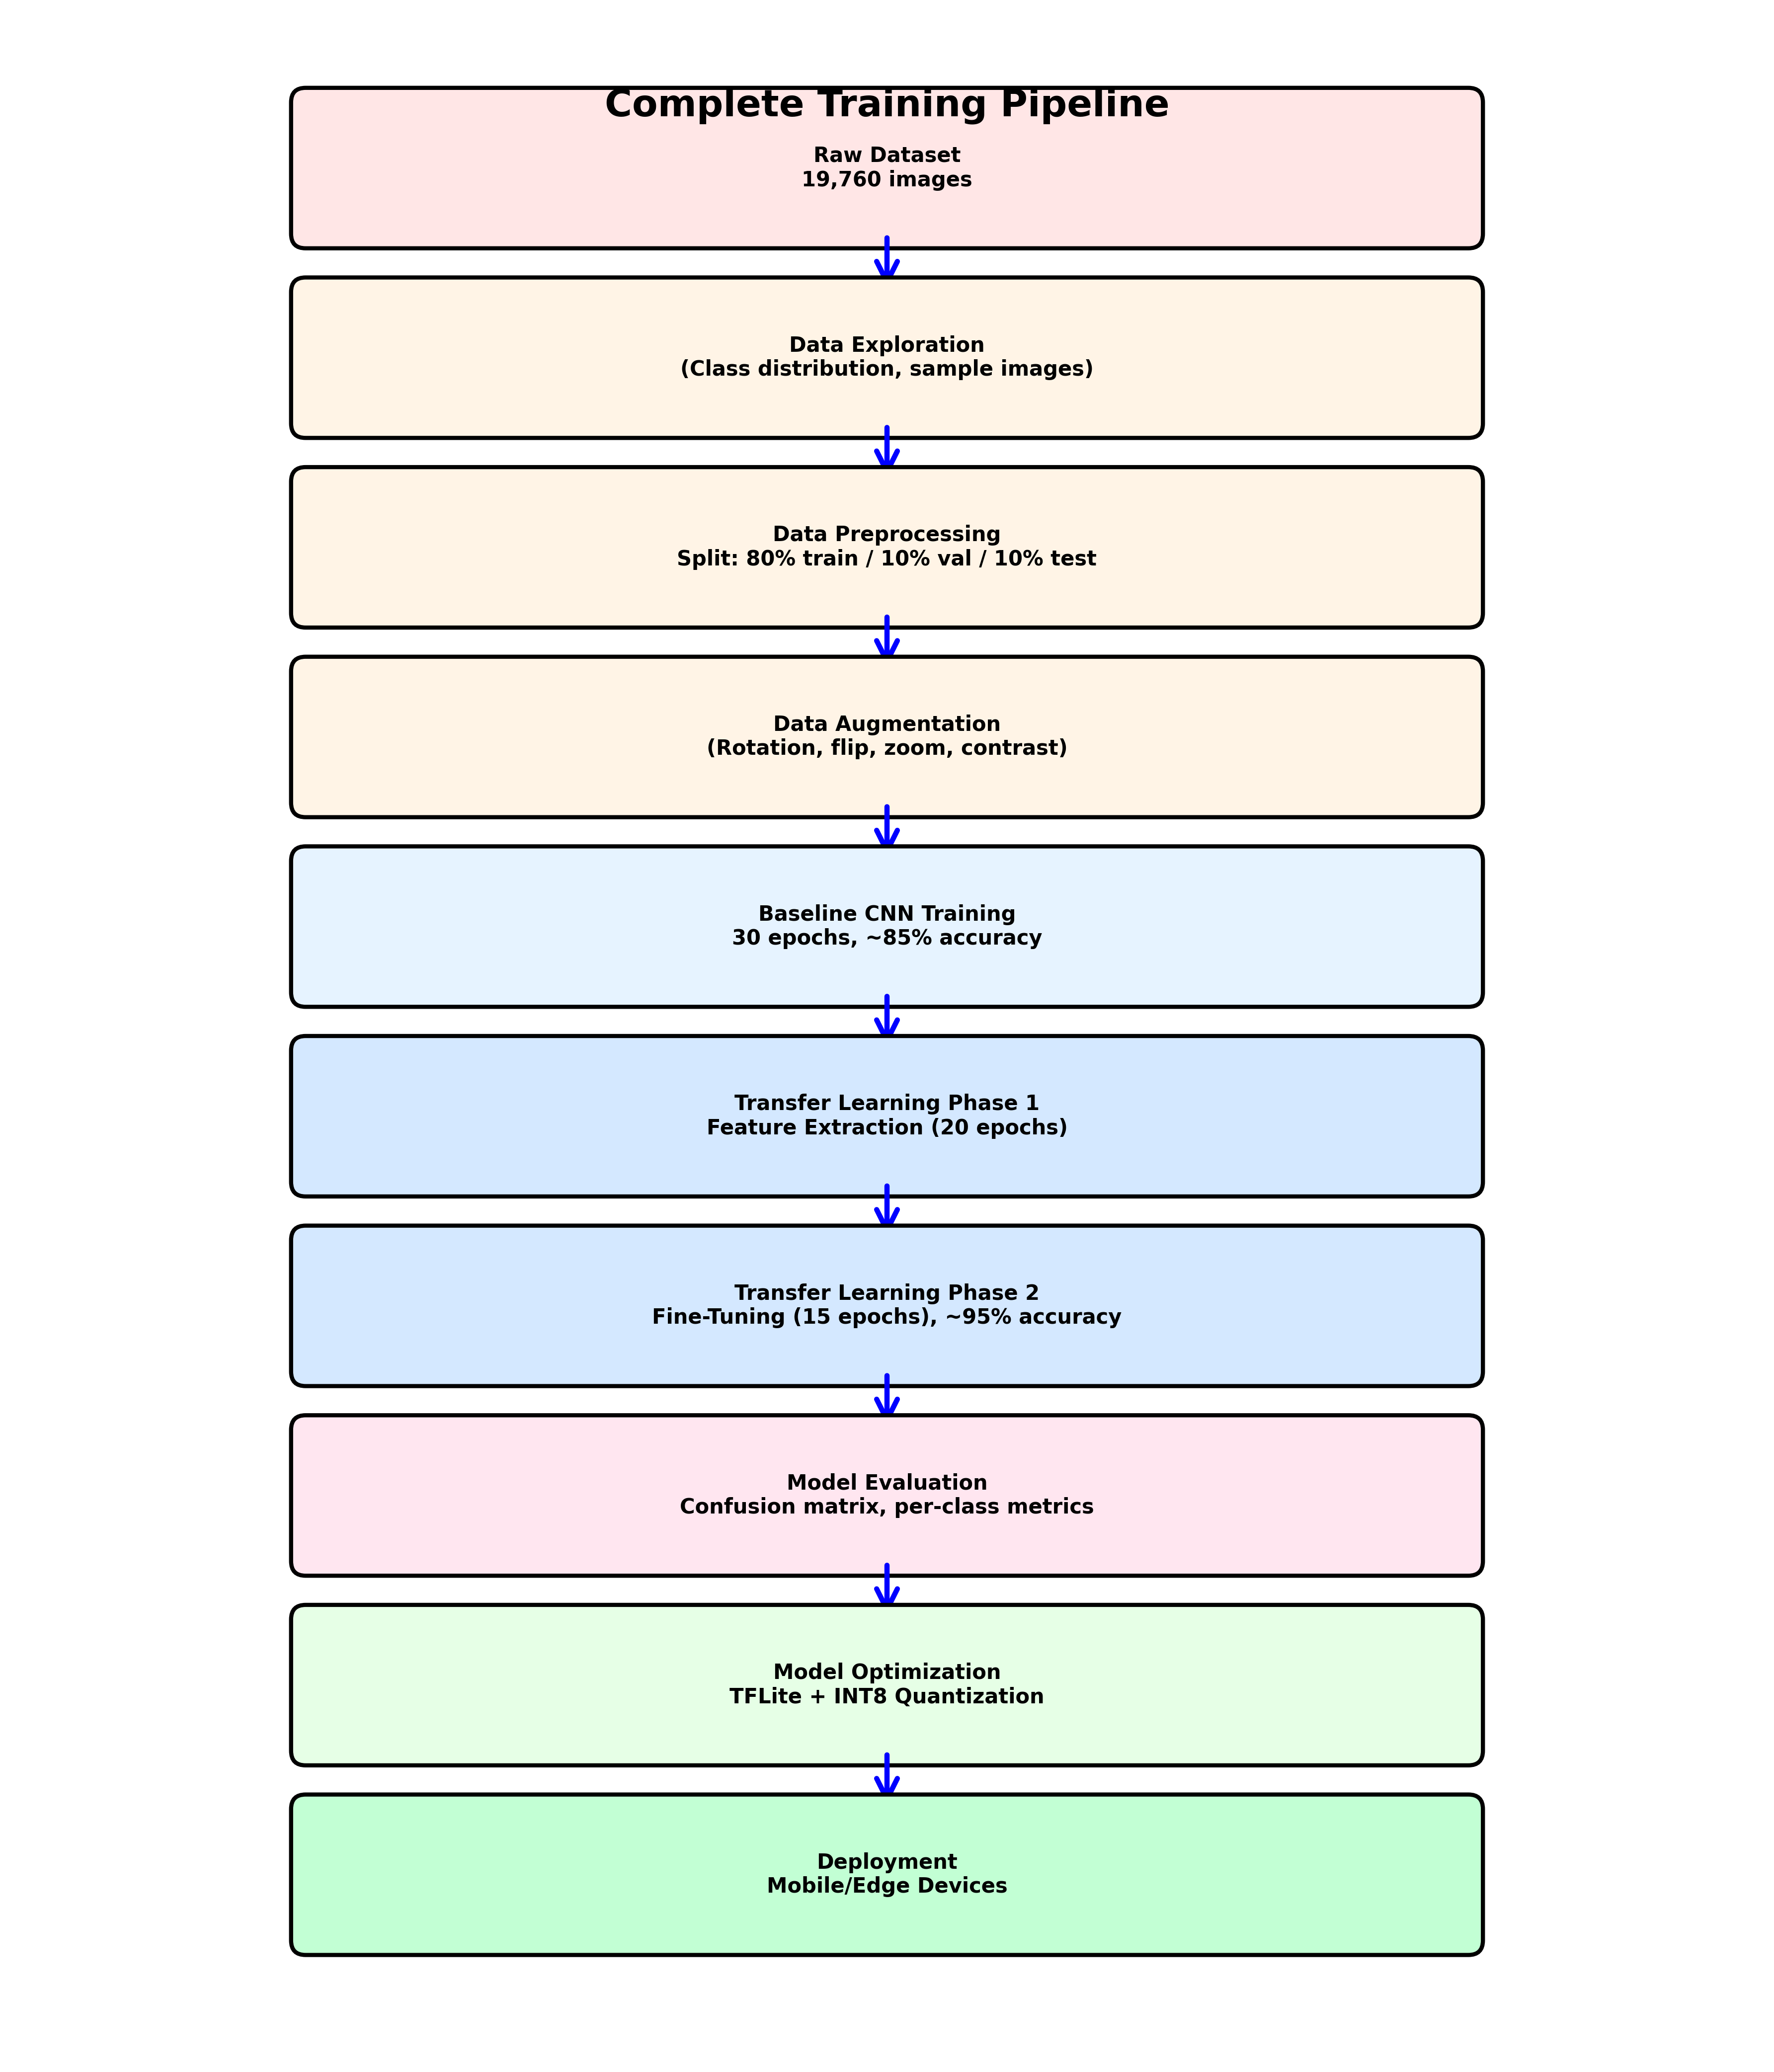 Complete Training Pipeline
Raw Dataset
19,760 images
Data Exploration
(Class distribution, sample images)
Data Preprocessing
Split: 80% train / 10% val / 10% test
Data Augmentation
(Rotation, flip, zoom, contrast)
Baseline CNN Training
30 epochs, ~85% accuracy
Transfer Learning Phase 1
Feature Extraction (20 epochs)
Transfer Learning Phase 2
Fine-Tuning (15 epochs), ~95% accuracy
Model Evaluation
Confusion matrix, per-class metrics
Model Optimization
TFLite + INT8 Quantization
Deployment
Mobile/Edge Devices